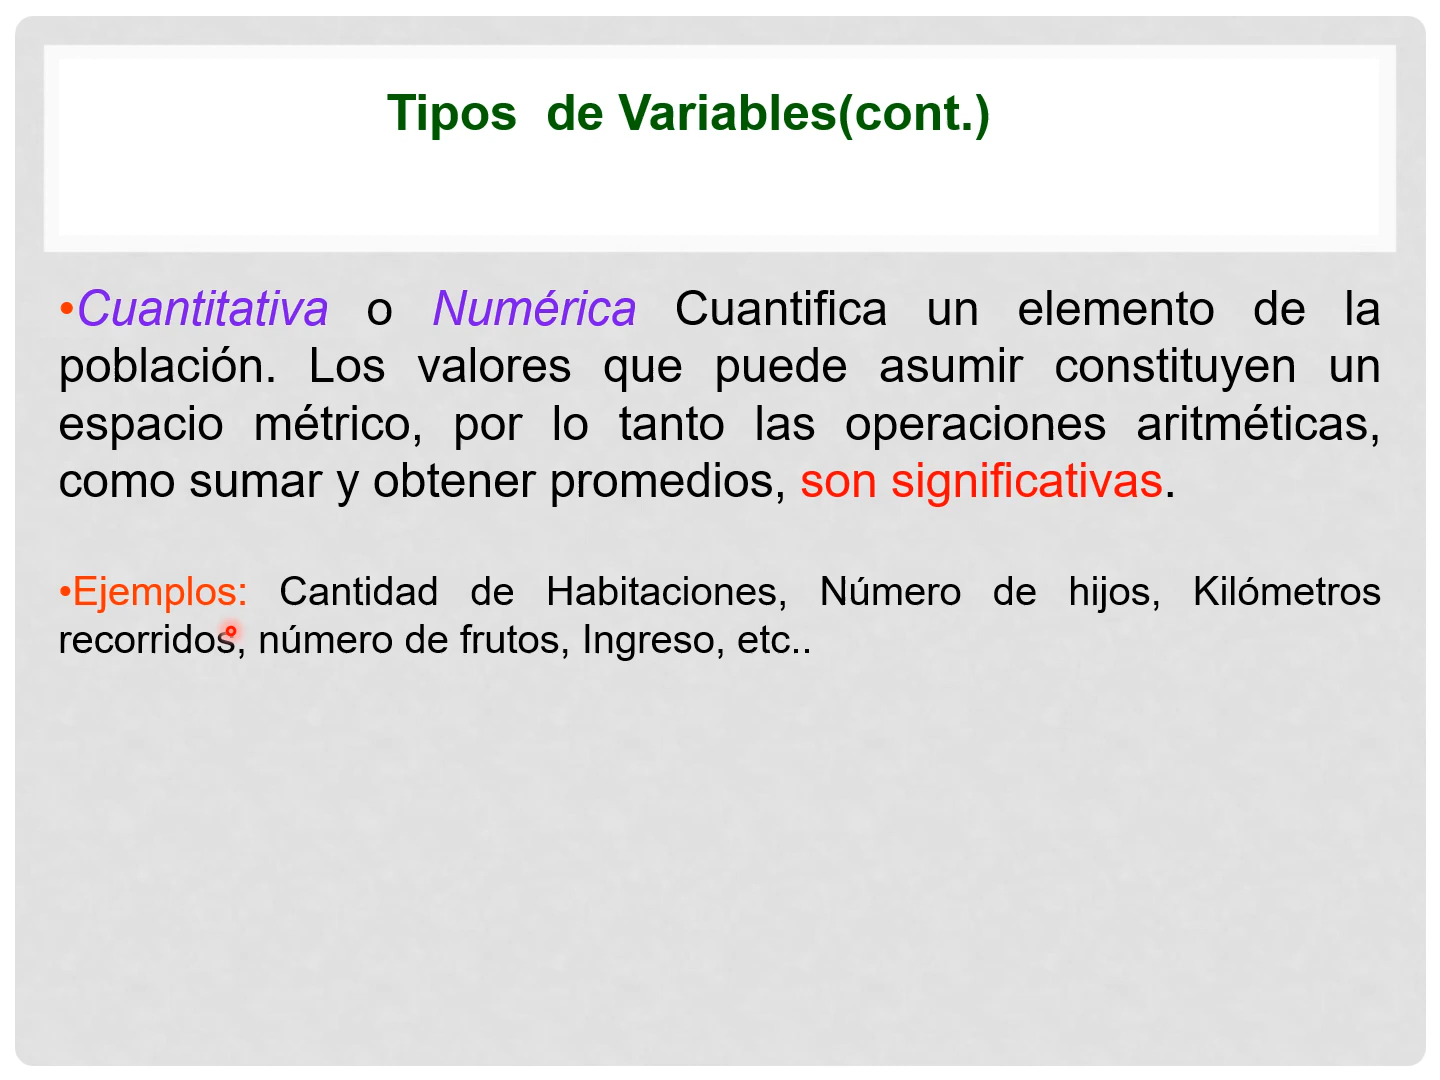 Tipos de Variables(cont.)
•Cuantitativa o Numérica Cuantifica un elemento de la
población. Los valores que puede asumir constituyen un
espacio métrico, por lo tanto las operaciones aritméticas,
como sumar y obtener promedios, son significativas.
•Ejemplos: Cantidad de Habitaciones, Número de hijos, Kilómetros
recorridos, número de frutos, Ingreso, etc..